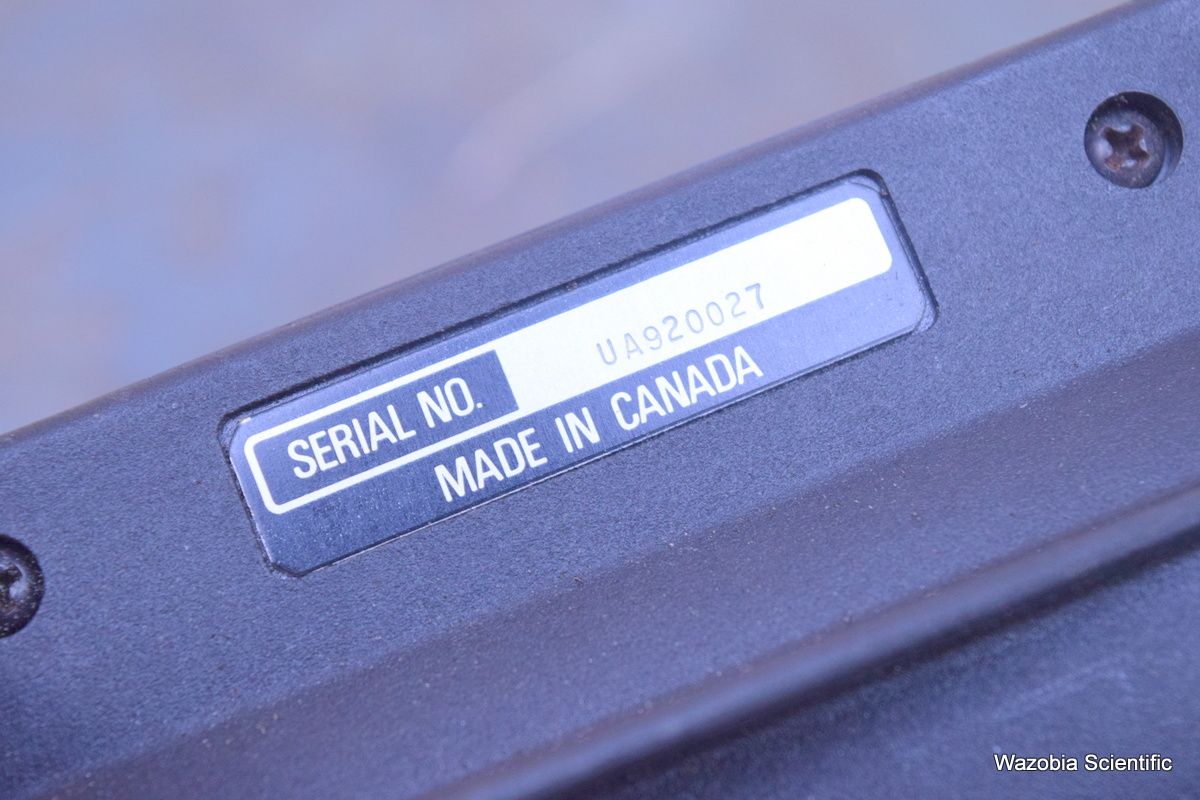 SERIAL NO. UA920027
MADE IN CANADA
Wazobia Scientific